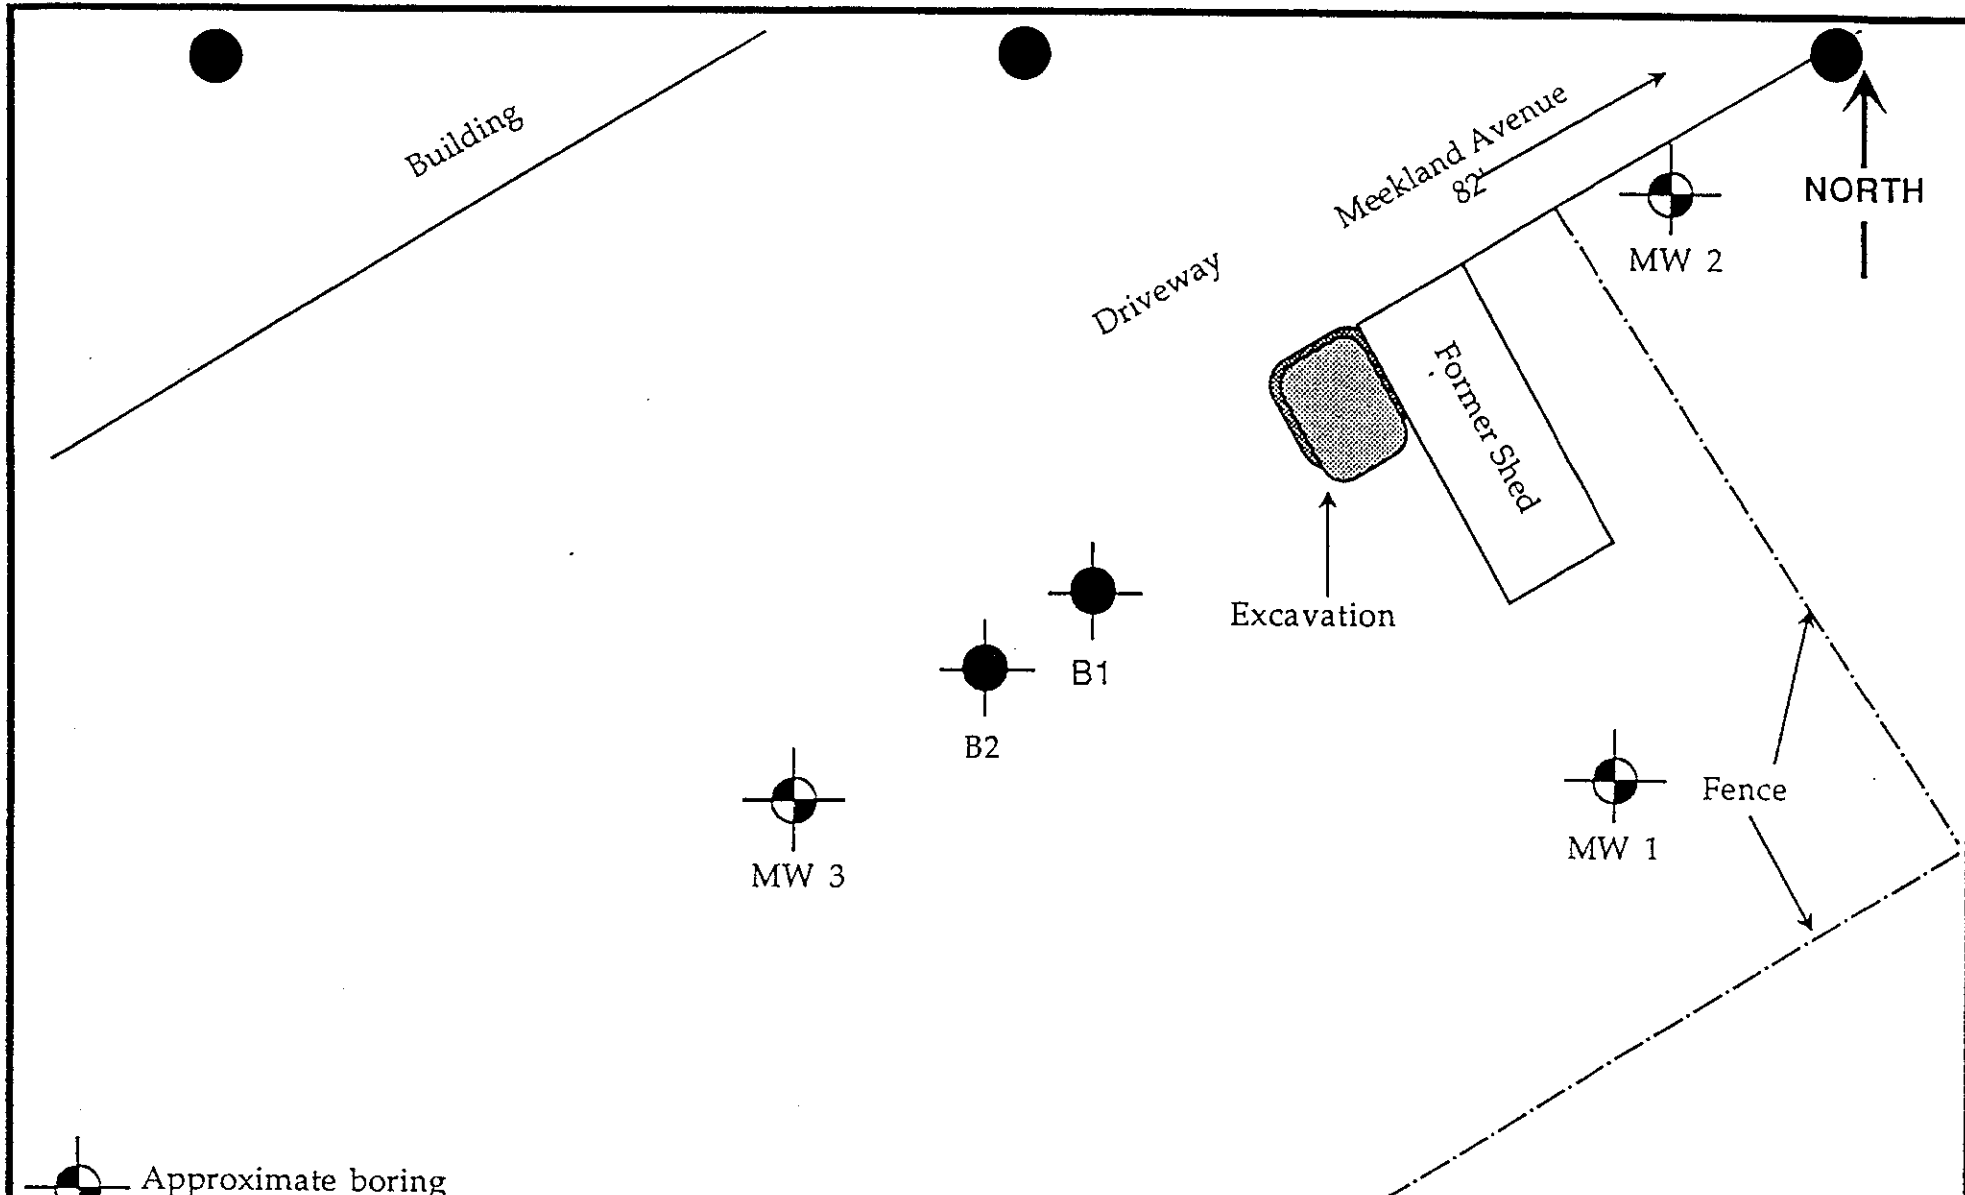 Building
Meekland Avenue
82'
NORTH
MW 2
Driveway
Former Shed
Excavation
B1
B2
Fence
MW 3
MW 1
Approximate boring